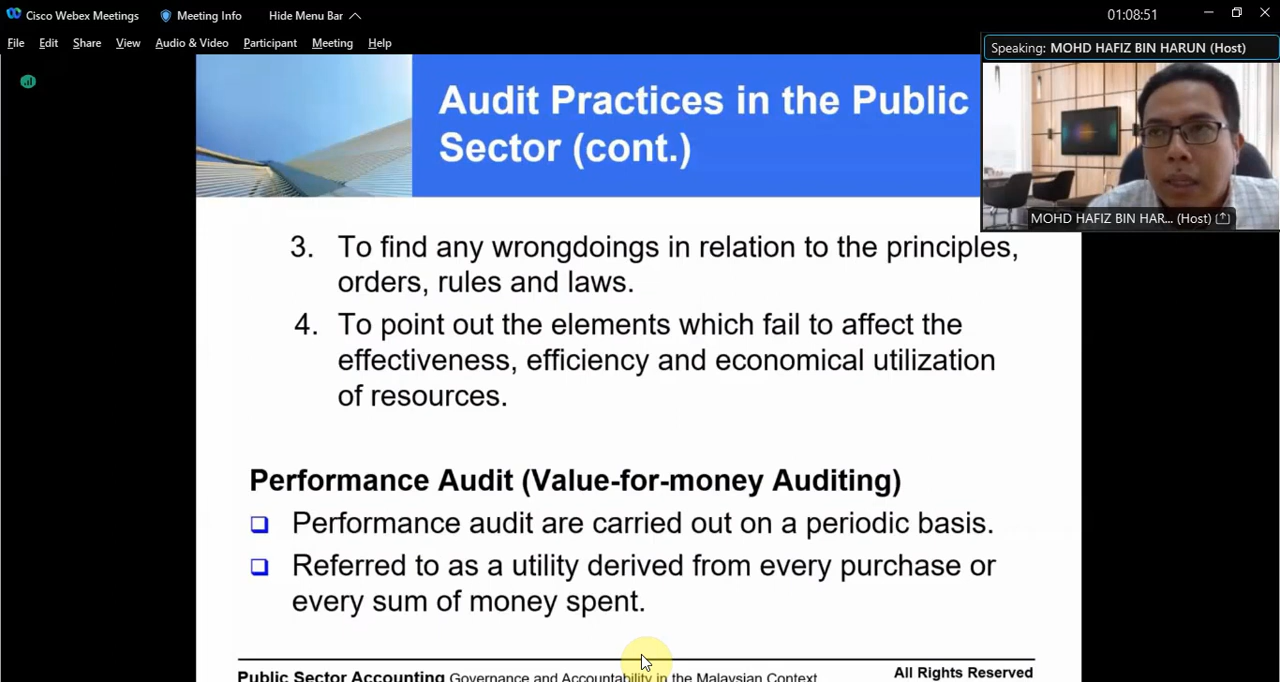 Cisco Webex Meetings Meeting Info Hide Menu Bar 01:08:51
File Edit Share View Audio & Video Participant Meeting Help
Speaking: MOHD HAFIZ BIN HARUN (Host)
MOHD HAFIZ BIN HAR... (Host)
Audit Practices in the Public
Sector (cont.)
3. To find any wrongdoings in relation to the principles,
orders, rules and laws.
4. To point out the elements which fail to affect the
effectiveness, efficiency and economical utilization
of resources.
Performance Audit (Value-for-money Auditing)
Performance audit are carried out on a periodic basis.
Referred to as a utility derived from every purchase or
every sum of money spent.
Public Sector Accounting Governance and Accountability in the Malaysian Context
All Rights Reserved